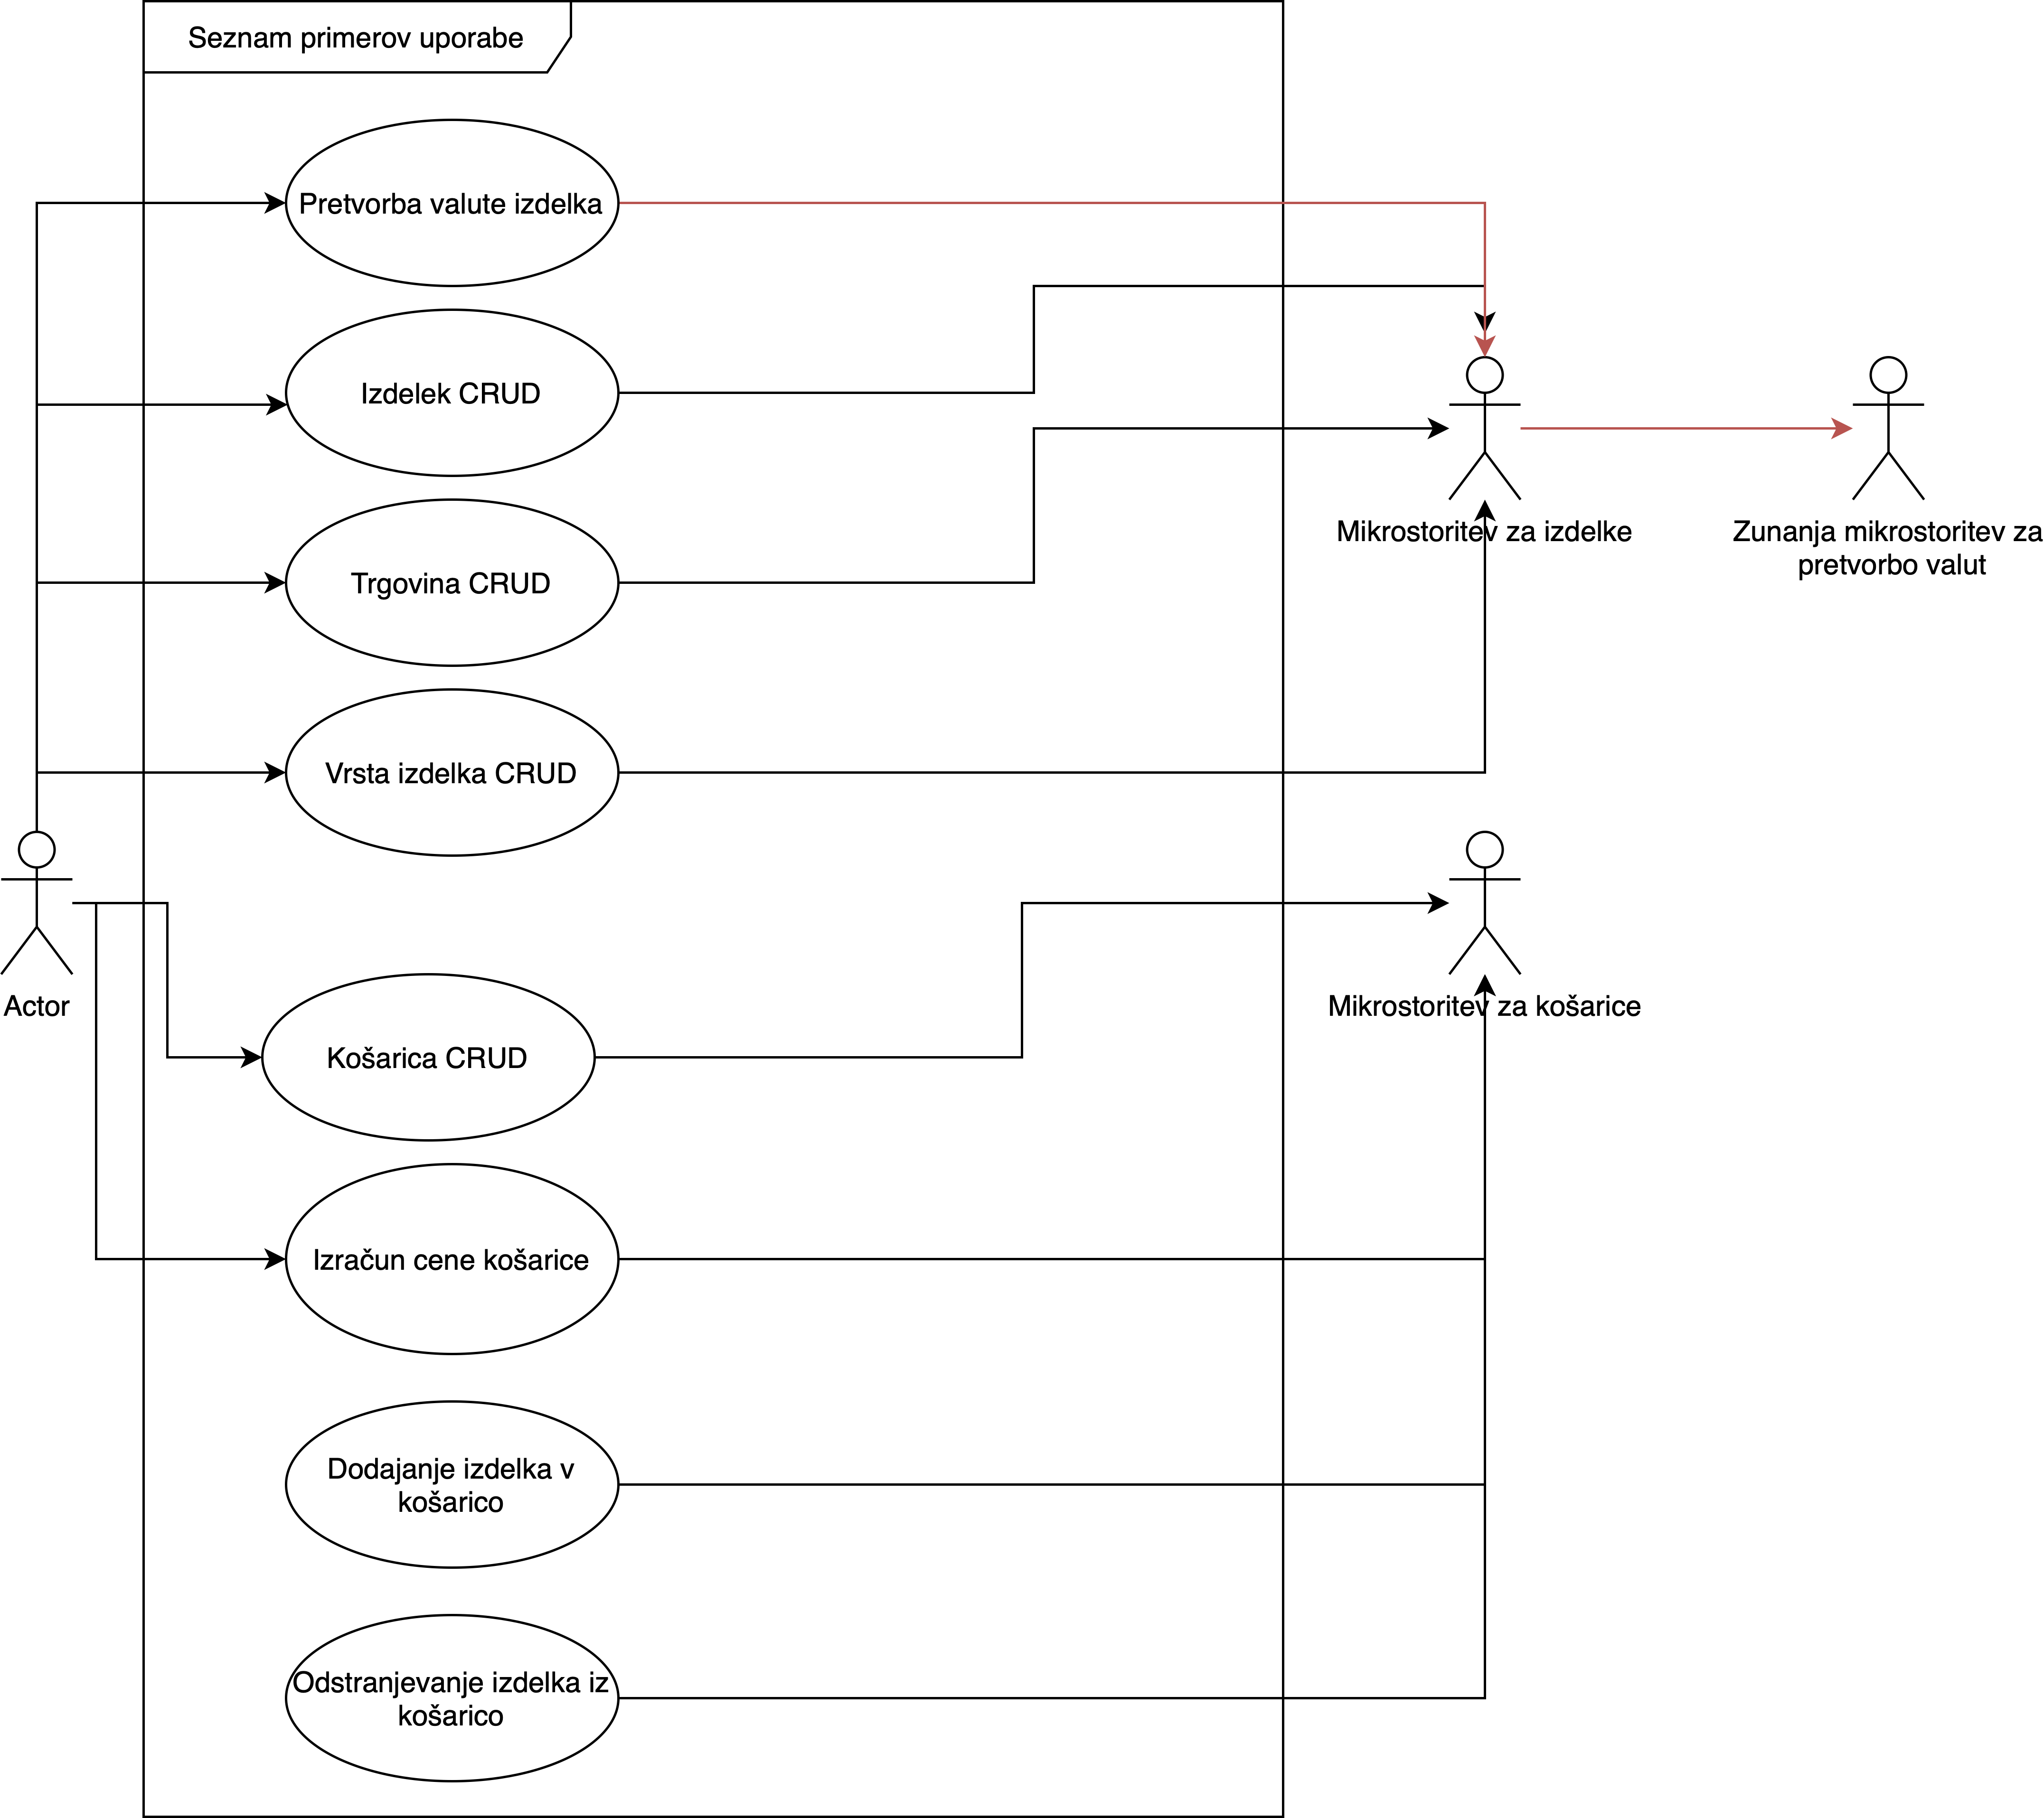 Seznam primerov uporabe
Pretvorba valute izdelka
Izdelek CRUD
Mikrostoritev za izdelke
Zunanja mikrostoritev za
pretvorbo valut
Trgovina CRUD
Vrsta izdelka CRUD
Actor
Mikrostoritev za košarice
Košarica CRUD
Izračun cene košarice
Dodajanje izdelka v
košarico
Odstranjevanje izdelka iz
košarico